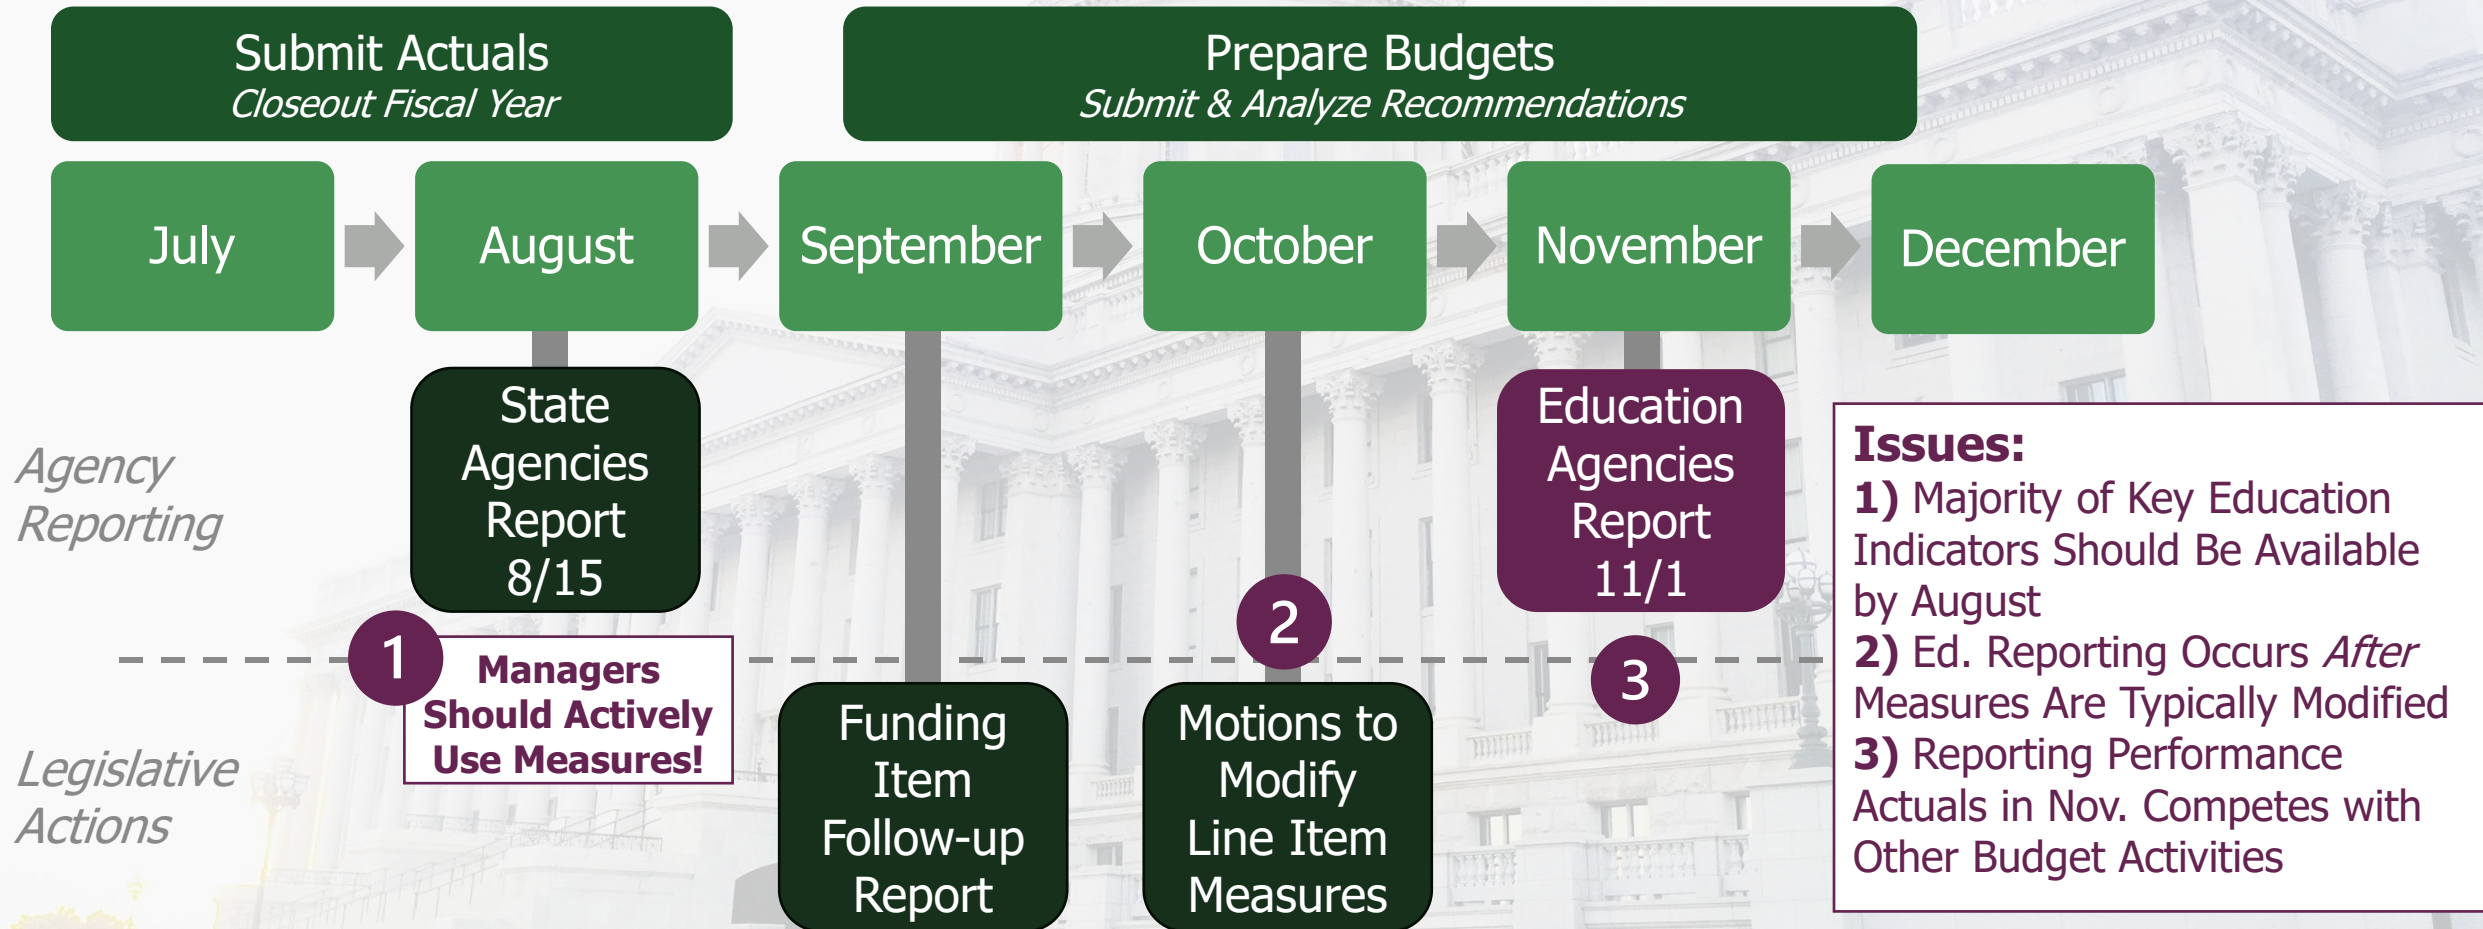 Submit Actuals
Closeout Fiscal Year
Prepare Budgets
Submit & Analyze Recommendations
July
August
September
October
November
December
Agency
Reporting
State
Agencies
Report
8/15
Education
Agencies
Report
11/1
1
Managers
Should Actively
Use Measures!
2
3
Legislative
Actions
Funding
Item
Follow-up
Report
Motions to
Modify
Line Item
Measures
Issues:
1) Majority of Key Education
Indicators Should Be Available
by August
2) Ed. Reporting Occurs After
Measures Are Typically Modified
3) Reporting Performance
Actuals in Nov. Competes with
Other Budget Activities